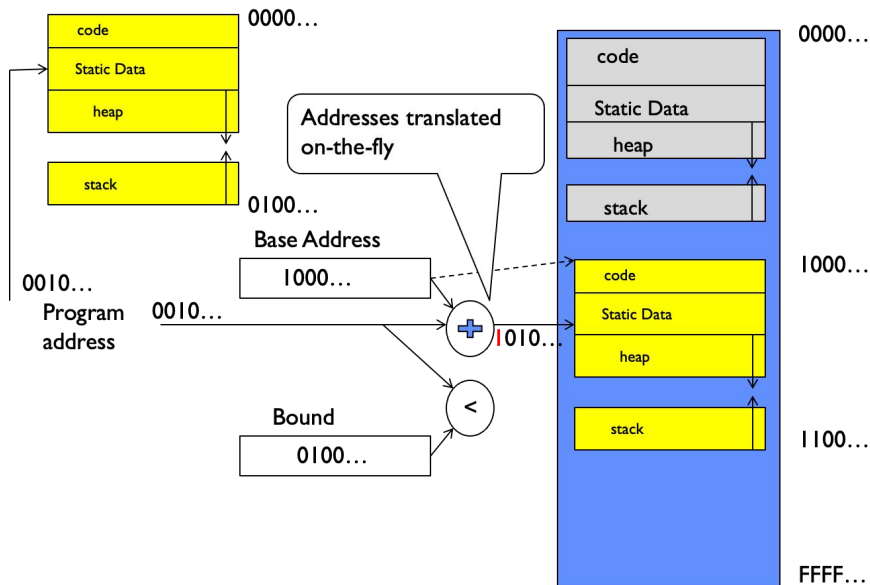 code
0000...
Static Data
heap
stack
0100...
Addresses translated
on-the-fly
0010...
Program
address
0010...
Base Address
1000...
+
1010...
<
Bound
0100...
0000...
code
Static Data
heap
stack
1000...
code
Static Data
heap
stack
1100...
FFFF...